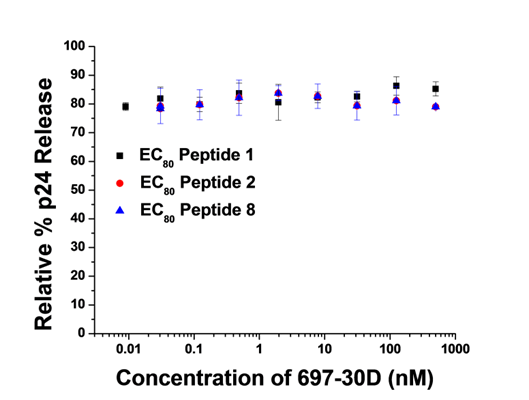 Relative % p24 Release
100
90
80
70
60
50
40
30
20
10
0
EC80 Peptide 1
EC80 Peptide 2
EC80 Peptide 8
0.01 0.1 1 10 100 1000
Concentration of 697-30D (nM)